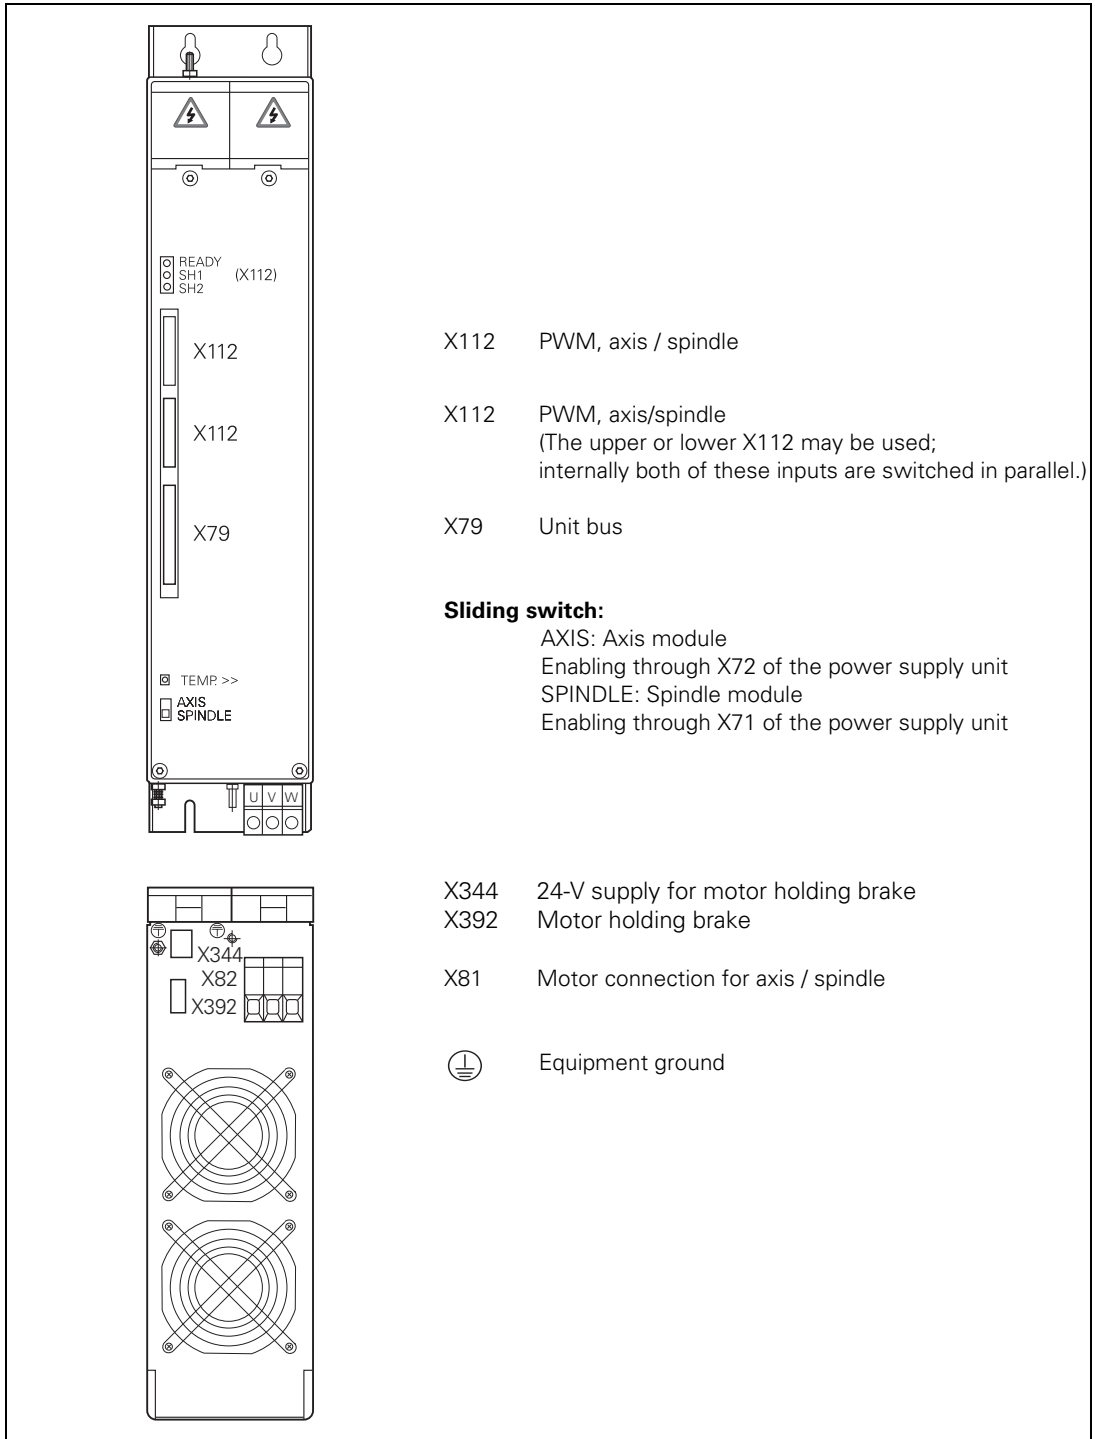 READY
SH1 (X112)
SH2
X112
X112
X79
TEMP. >>
AXIS
SPINDLE
U V W
X112 PWM, axis / spindle
X112 PWM, axis/spindle
(The upper or lower X112 may be used;
internally both of these inputs are switched in parallel.)
X79 Unit bus
Sliding switch:
AXIS: Axis module
Enabling through X72 of the power supply unit
SPINDLE: Spindle module
Enabling through X71 of the power supply unit
X344
X82
X392
X344 24-V supply for motor holding brake
X392 Motor holding brake
X81 Motor connection for axis / spindle
Equipment ground